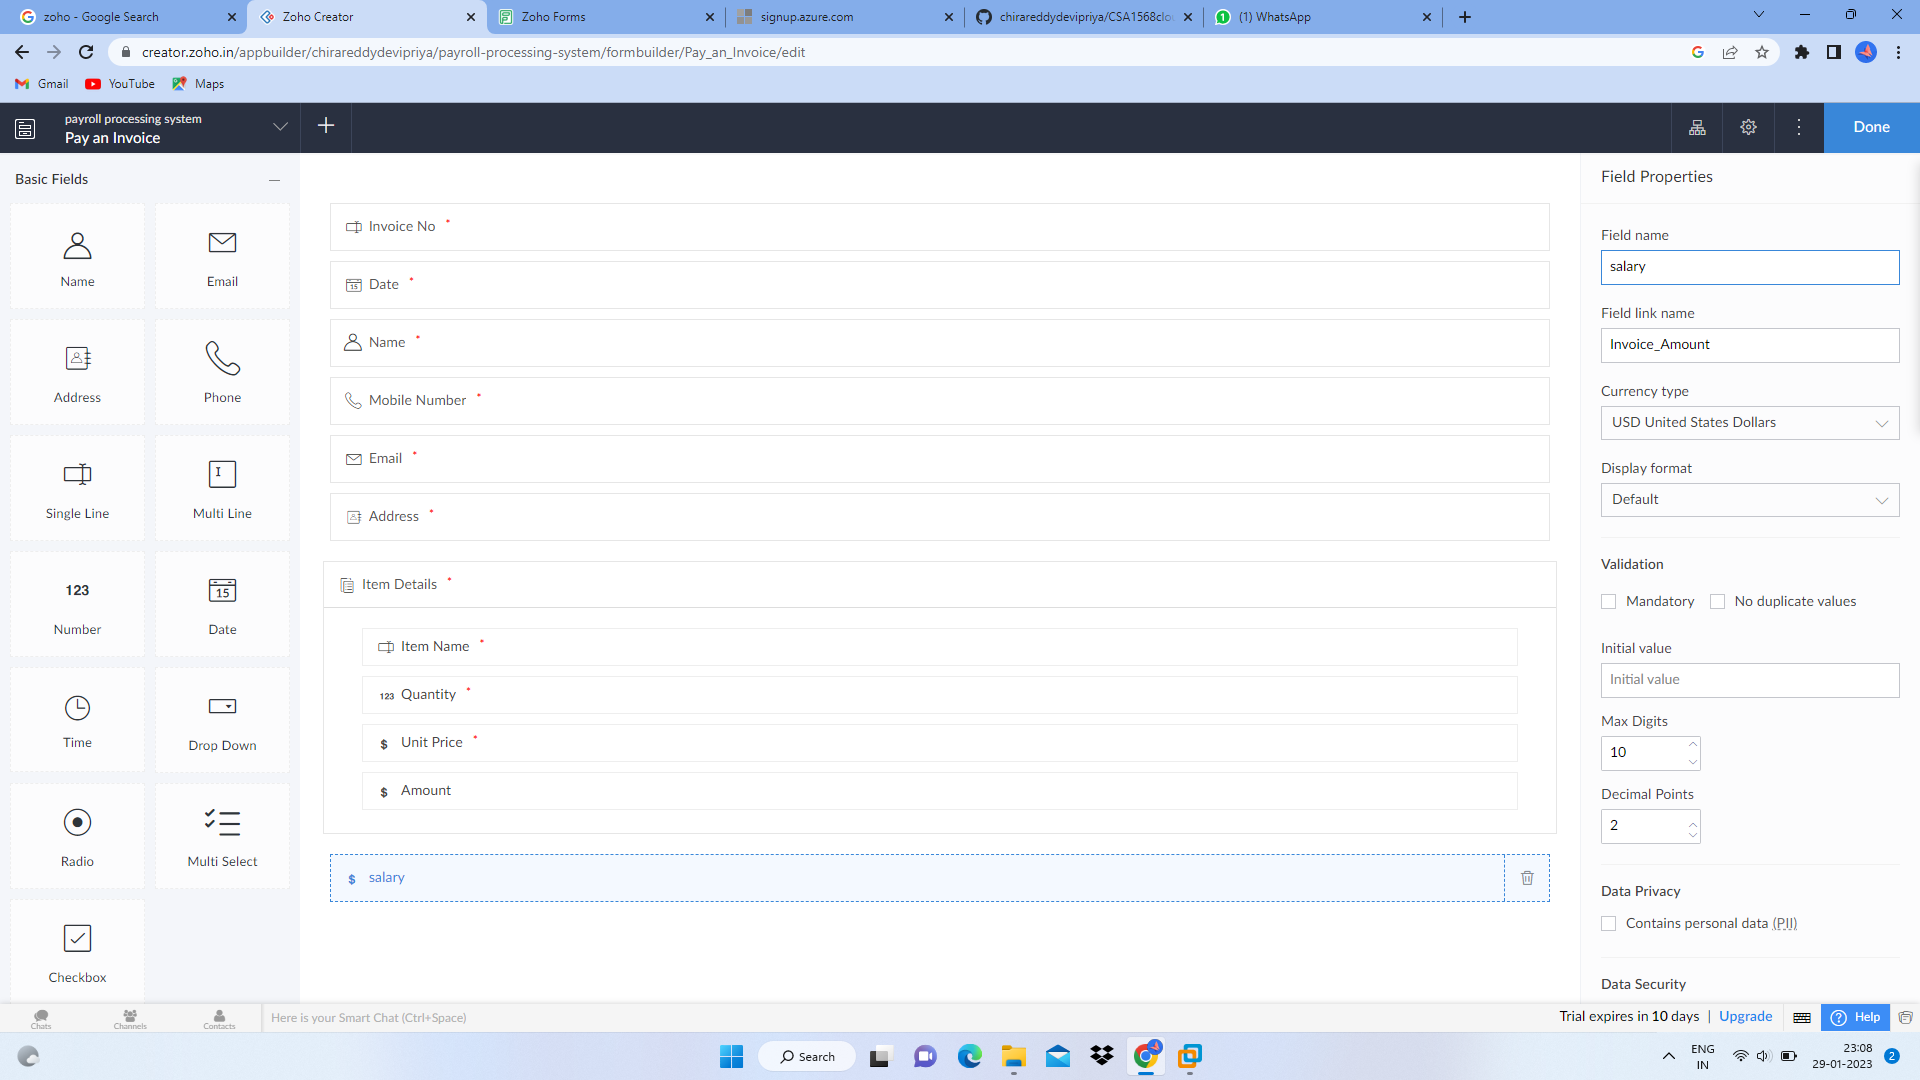 zoho - Google Search
Zoho Creator
Zoho Forms
signup.azure.com
chirareddydevipriya/CSA1568clo
(1) WhatsApp
creator.zoho.in/appbuilder/chirareddydevipriya/payroll-processing-system/formbuilder/Pay_an_Invoice/edit
Gmail
YouTube
Maps
payroll processing system
Pay an Invoice
Done
Basic Fields
Name
Email
Address
Phone
Single Line
Multi Line
123
Number
15
Date
Time
Drop Down
Radio
Multi Select
Checkbox
Invoice No *
Date *
Name *
Mobile Number *
Email *
Address *
Item Details *
Item Name *
123 Quantity *
$ Unit Price *
$ Amount
$ salary
Field Properties
Field name
salary
Field link name
Invoice_Amount
Currency type
USD United States Dollars
Display format
Default
Validation
Mandatory
No duplicate values
Initial value
Initial value
Max Digits
10
Decimal Points
2
Data Privacy
Contains personal data (PII)
Data Security
Chats
Channels
Contacts
Here is your Smart Chat (Ctrl+Space)
Trial expires in 10 days | Upgrade
Help
Search
ENG
IN
23:08
29-01-2023
2